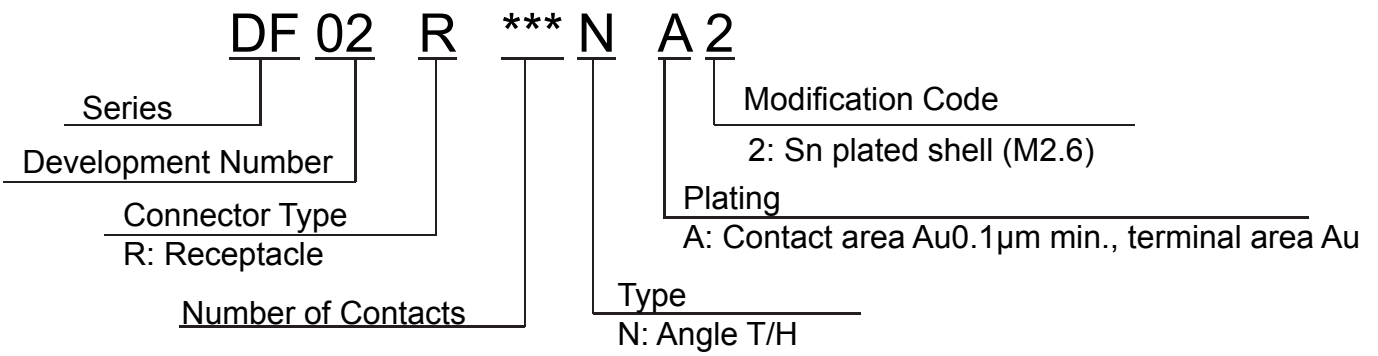 DF 02 R *** N A 2
Series
Modification Code
2: Sn plated shell (M2.6)
Development Number
Plating
A: Contact area Au0.1µm min., terminal area Au
Connector Type
R: Receptacle
Number of Contacts
Type
N: Angle T/H